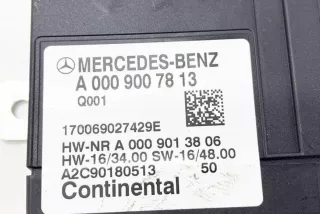 MERCEDES-BENZ
A 000 900 78 13
Q001
170069027429E
HW-NR A 000 901 38 06
HW-16/34.00 SW-16/48.00
A2C90180513 50
Continental